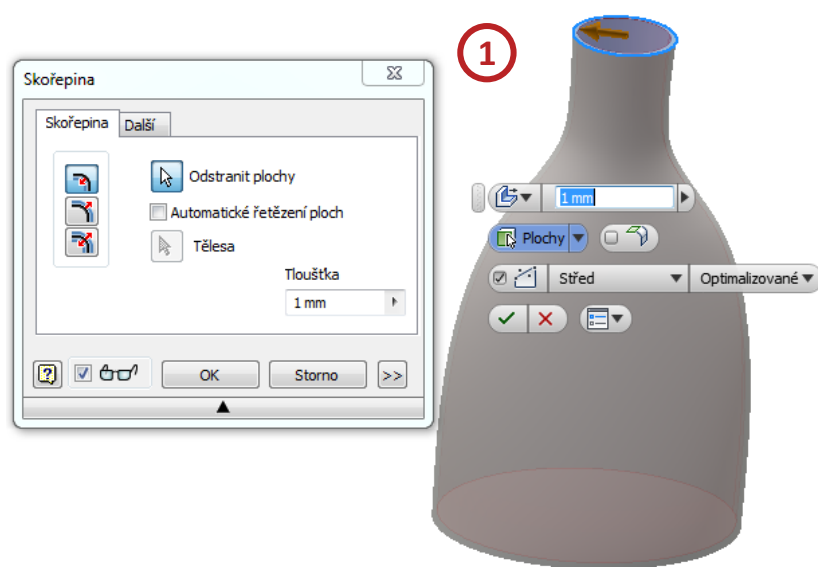 1
Skořepina
Skořepina Další
Odstranit plochy
Automatické řetězení ploch
Tělesa
Tloušťka
1 mm
OK Storno >>
1 mm
Plochy
Střed Optimalizované